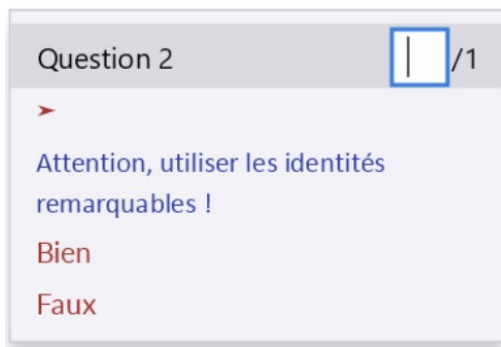 Question 2 /1
➤
Attention, utiliser les identités
remarquables !
Bien
Faux